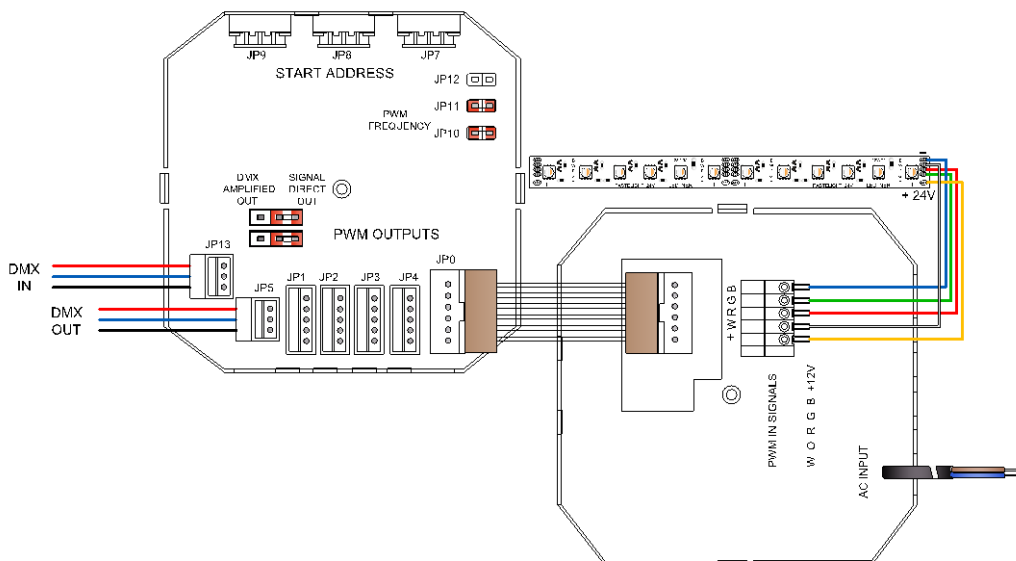 JP9
JP8
JP7
START ADDRESS
JP12
JP11
PWM
FREQUENCY
JP10
DMX
AMPLIFIED
OUT
SIGNAL
DIRECT
OUT
PWM OUTPUTS
+ 24V
JP13
DMX
IN
JP5
DMX
OUT
JP1
JP2
JP3
JP4
JP0
+ W R G B
PWM IN SIGNALS
W O R G B +12V
AC INPUT